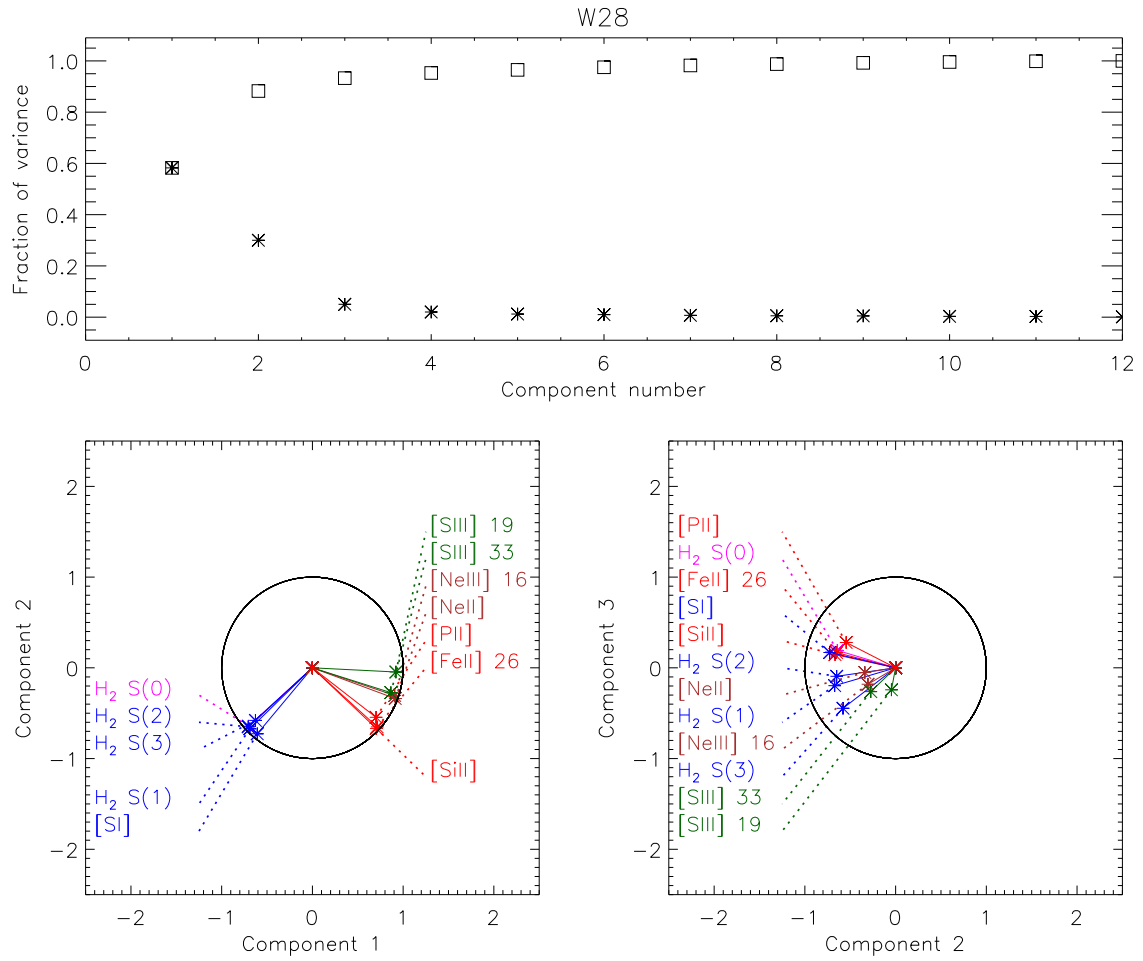 W28
Fraction of variance
1.0
0.8
0.6
0.4
0.2
0.0
0 2 4 6 8 10 12
Component number
Component 2
2
1
0
−1
−2
[SIII] 19
[SIII] 33
[NeIII] 16
[NeII]
[PII]
[FeII] 26
H₂ S(0)
H₂ S(2)
H₂ S(3)
[SiII]
H₂ S(1)
[SI]
−2 −1 0 1 2
Component 1
Component 3
2
1
0
−1
−2
[PII]
H₂ S(0)
[FeII] 26
[SI]
[SiII]
H₂ S(2)
[NeII]
H₂ S(1)
[NeIII] 16
H₂ S(3)
[SIII] 33
[SIII] 19
−2 −1 0 1 2
Component 2